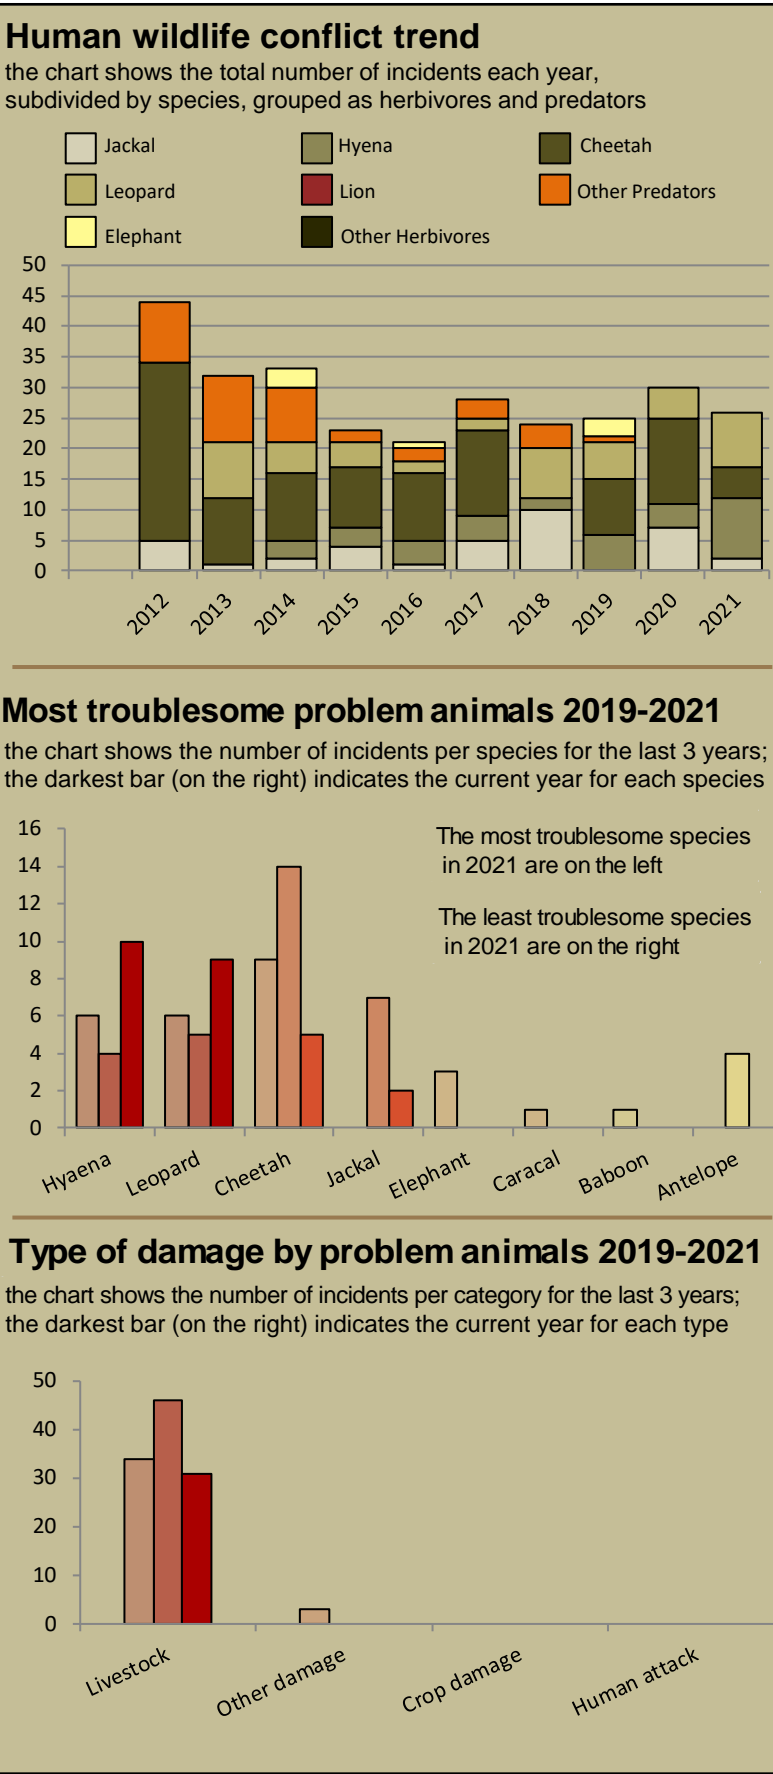 Human wildlife conflict trend
the chart shows the total number of incidents each year,
subdivided by species, grouped as herbivores and predators
Jackal
Hyena
Cheetah
Leopard
Lion
Other Predators
Elephant
Other Herbivores
50
45
40
35
30
25
20
15
10
5
0
2012
2013
2014
2015
2016
2017
2018
2019
2020
2021
Most troublesome problem animals 2019-2021
the chart shows the number of incidents per species for the last 3 years;
the darkest bar (on the right) indicates the current year for each species
The most troublesome species
in 2021 are on the left
The least troublesome species
in 2021 are on the right
16
14
12
10
8
6
4
2
0
Hyaena
Leopard
Cheetah
Jackal
Elephant
Caracal
Baboon
Antelope
Type of damage by problem animals 2019-2021
the chart shows the number of incidents per category for the last 3 years;
the darkest bar (on the right) indicates the current year for each type
50
40
30
20
10
0
Livestock
Other damage
Crop damage
Human attack